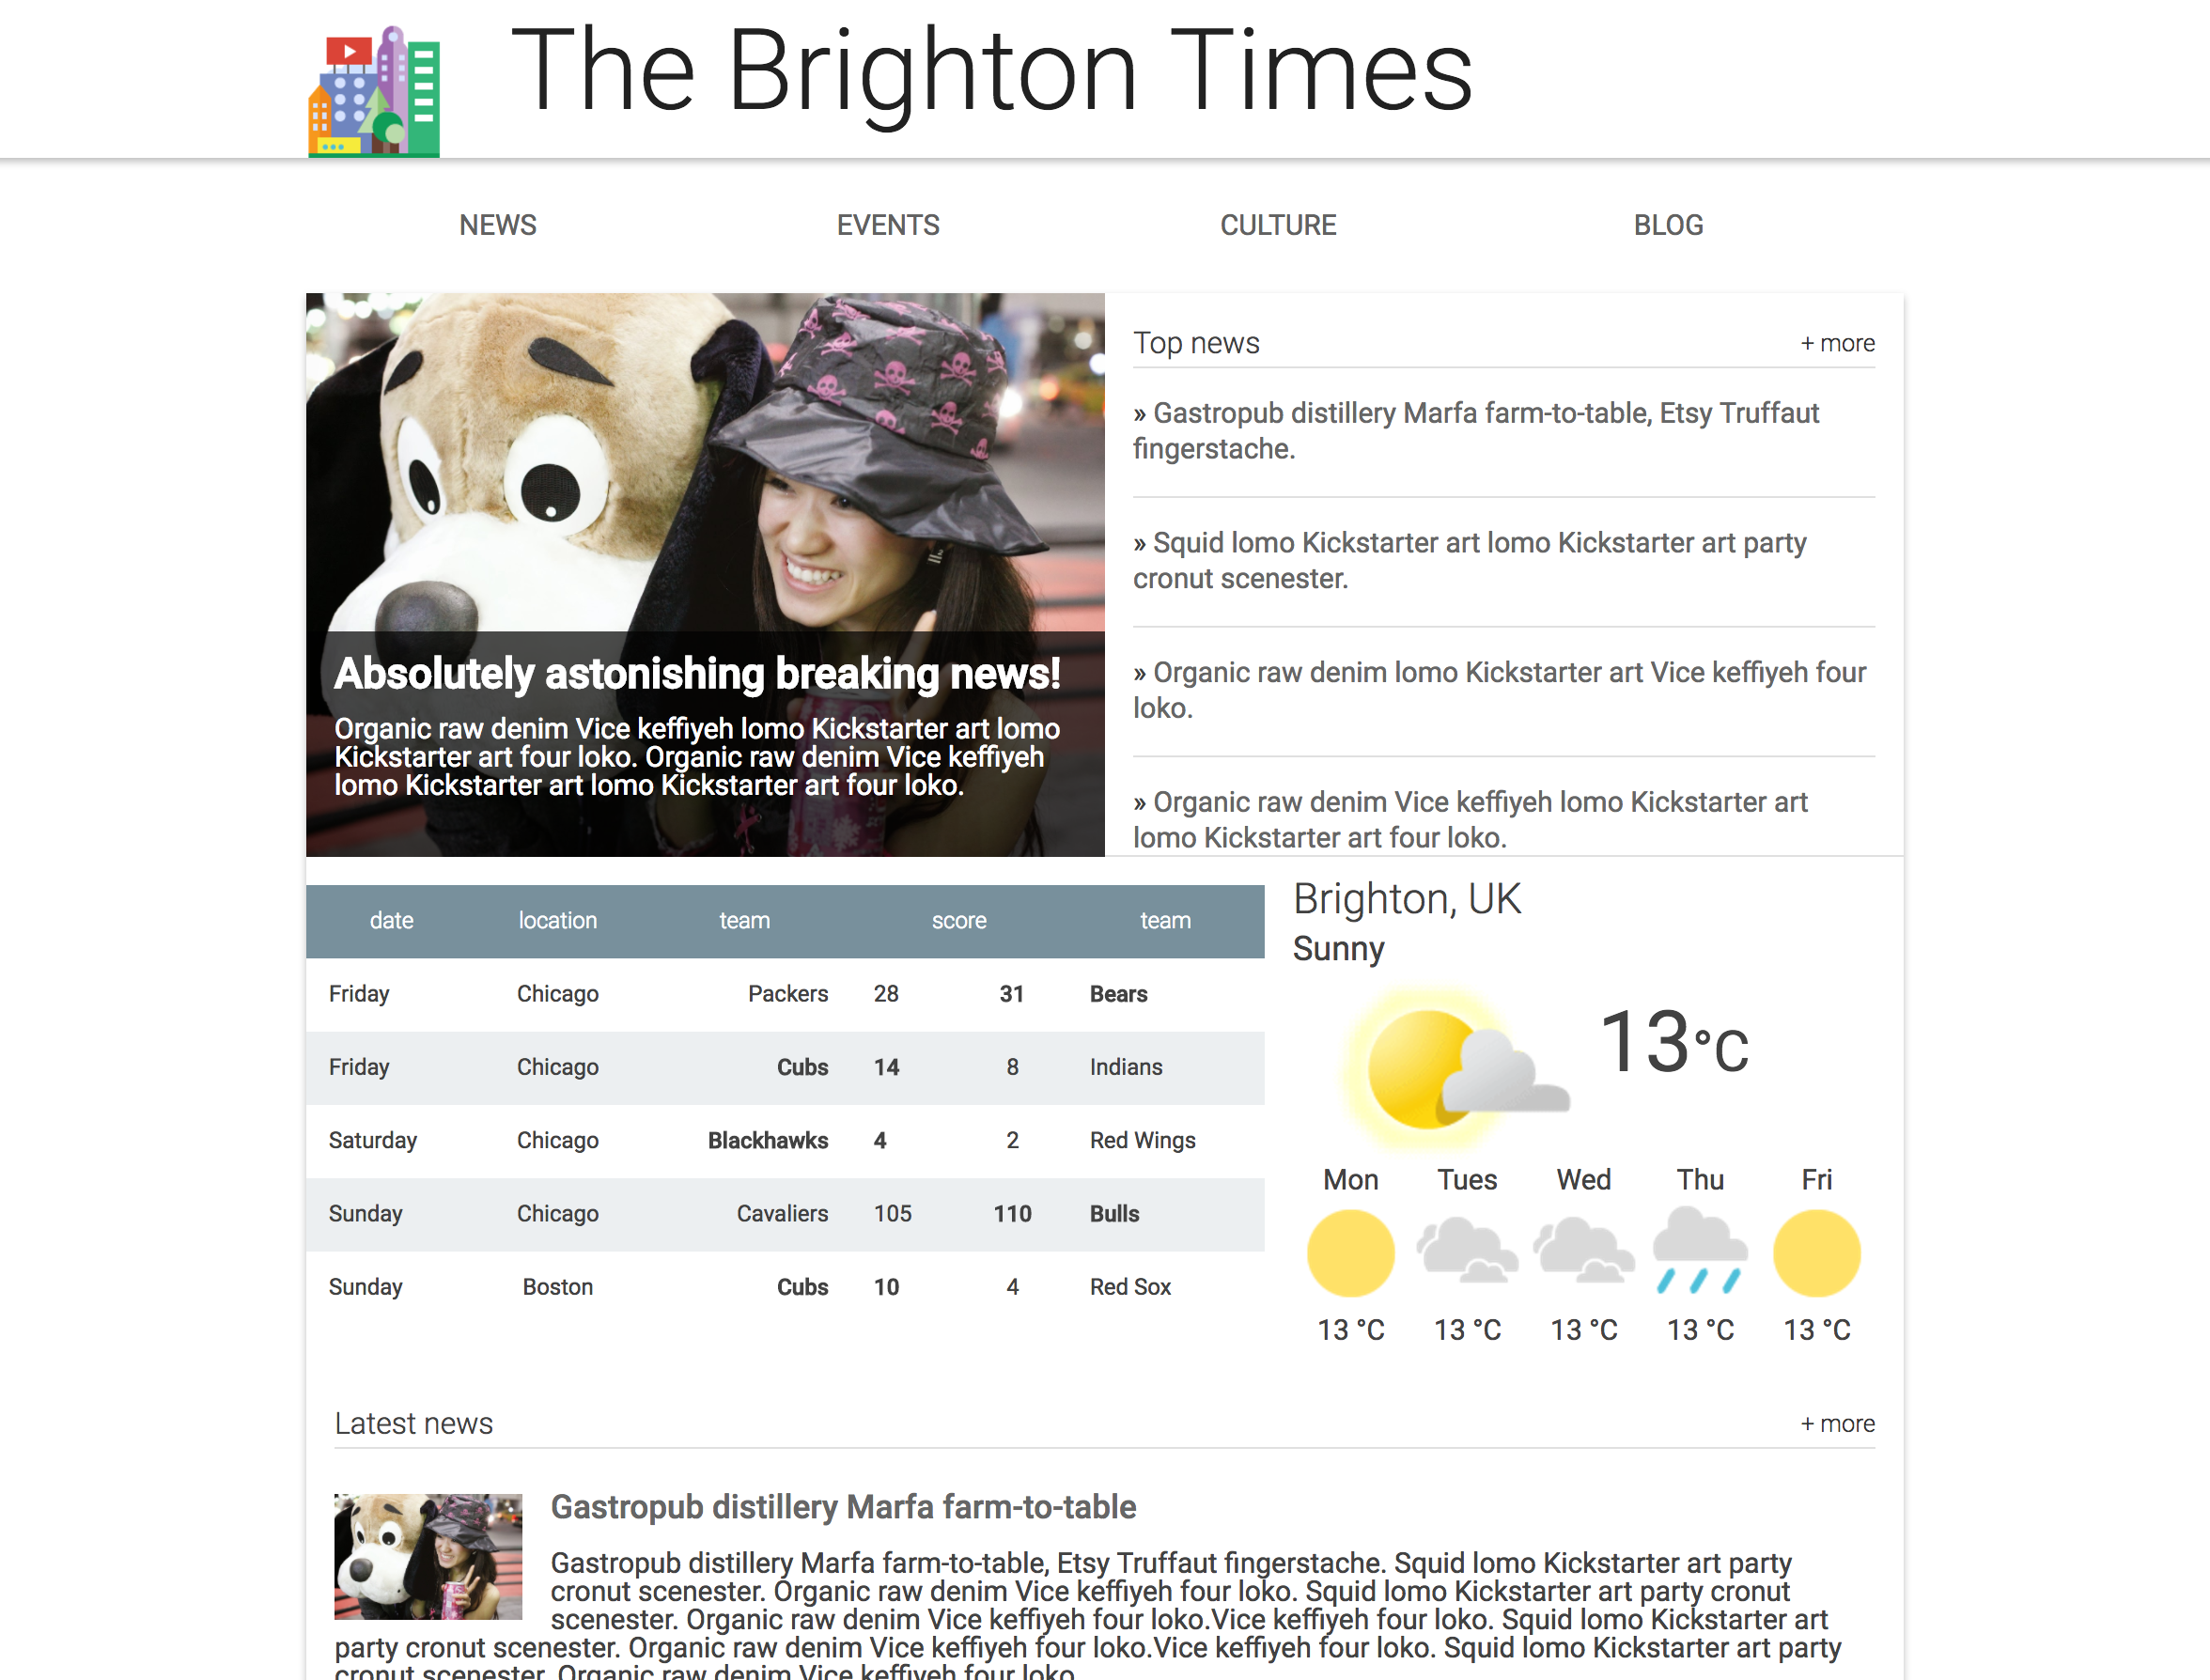 The Brighton Times
NEWS EVENTS CULTURE BLOG
Absolutely astonishing breaking news!
Organic raw denim Vice keffiyeh lomo Kickstarter art lomo
Kickstarter art four loko. Organic raw denim Vice keffiyeh
lomo Kickstarter art lomo Kickstarter art four loko.
Top news + more
» Gastropub distillery Marfa farm-to-table, Etsy Truffaut
fingerstache.
» Squid lomo Kickstarter art lomo Kickstarter art party
cronut scenester.
» Organic raw denim lomo Kickstarter art Vice keffiyeh four
loko.
» Organic raw denim Vice keffiyeh lomo Kickstarter art
lomo Kickstarter art four loko.
date location team score team
Friday Chicago Packers 28 31 Bears
Friday Chicago Cubs 14 8 Indians
Saturday Chicago Blackhawks 4 2 Red Wings
Sunday Chicago Cavaliers 105 110 Bulls
Sunday Boston Cubs 10 4 Red Sox
Brighton, UK
Sunny
13°C
Mon Tues Wed Thu Fri
13 °C 13 °C 13 °C 13 °C 13 °C
Latest news + more
Gastropub distillery Marfa farm-to-table
Gastropub distillery Marfa farm-to-table, Etsy Truffaut fingerstache. Squid lomo Kickstarter art party
cronut scenester. Organic raw denim Vice keffiyeh four loko. Squid lomo Kickstarter art party cronut
scenester. Organic raw denim Vice keffiyeh four loko.Vice keffiyeh four loko. Squid lomo Kickstarter art
party cronut scenester. Organic raw denim Vice keffiyeh four loko.Vice keffiyeh four loko. Squid lomo Kickstarter art party
cronut scenester. Organic raw denim Vice keffiyeh four loko.